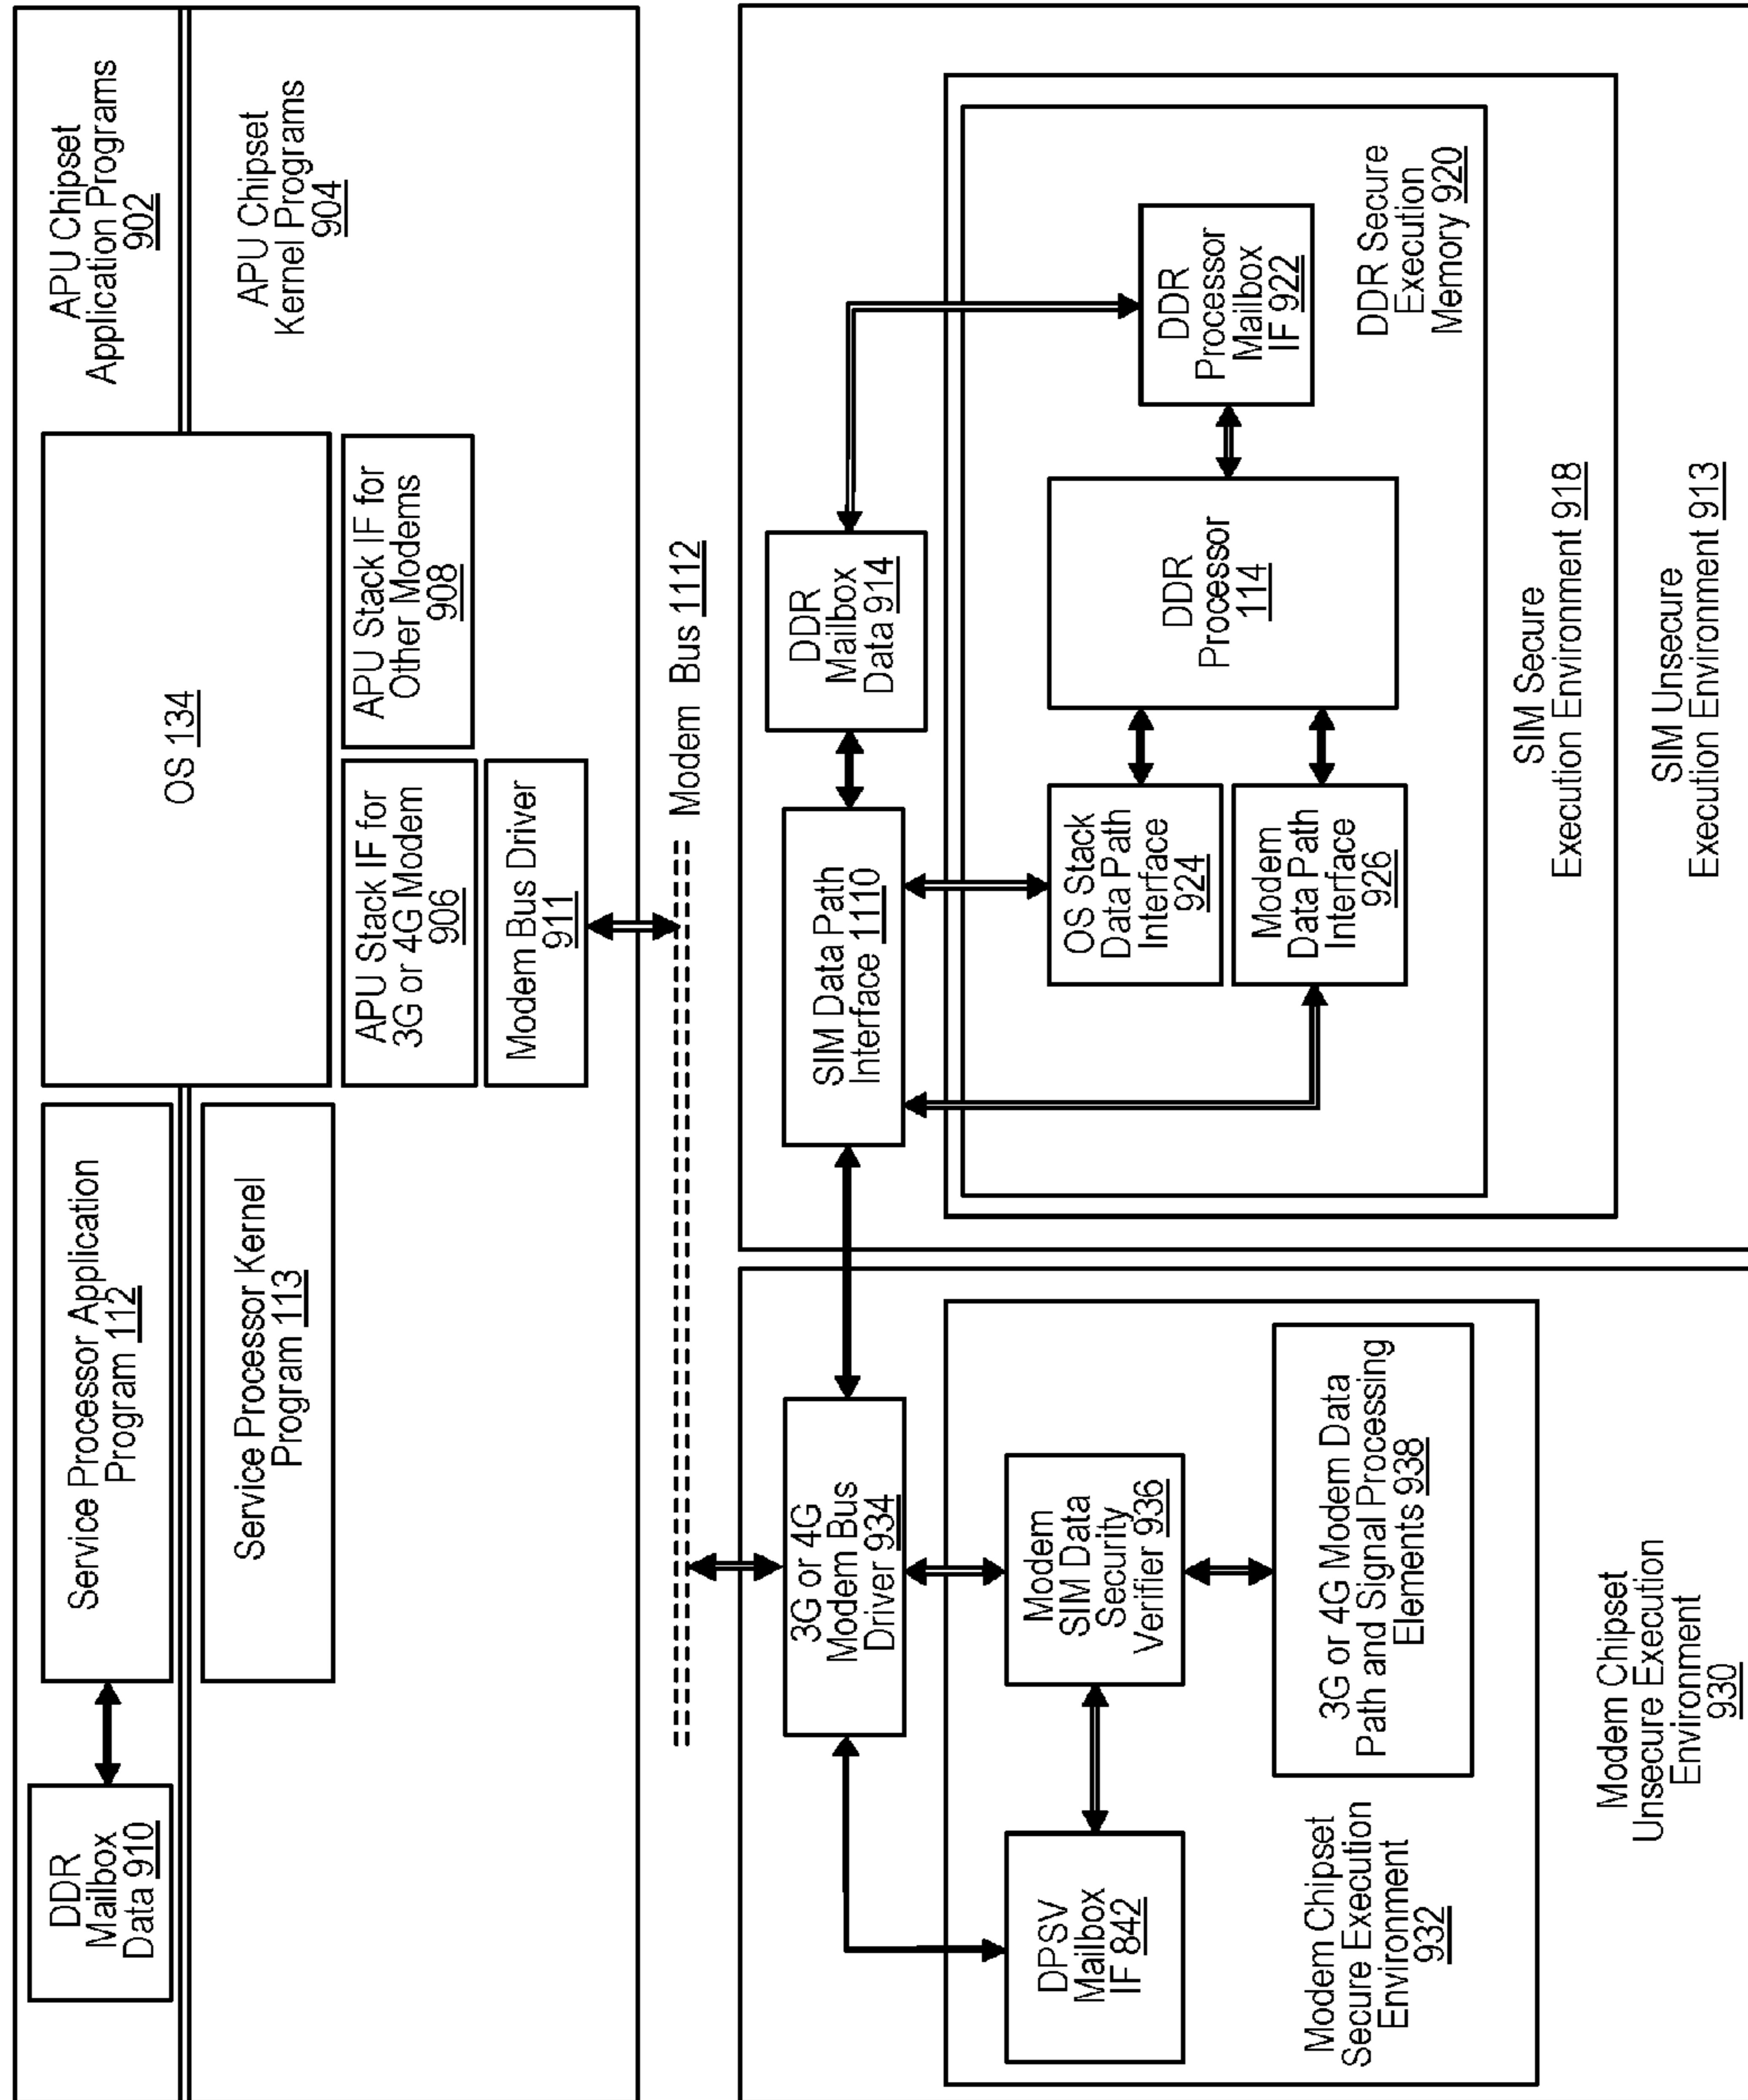 DDR
Mailbox
Data 910
Service Processor Application
Program 112
OS 134
APU Chipset
Application Programs
902
Service Processor Kernel
Program 113
APU Chipset
Kernel Programs
904
APU Stack IF for
3G or 4G Modem
906
APU Stack IF for
Other Modems
908
Modem Bus Driver
911
Modem Bus 1112
3G or 4G
Modem Bus
Driver 934
SIM Data Path
Interface 1110
DDR
Mailbox
Data 914
DPSV
Mailbox
IF 842
Modem
SIM Data
Security
Verifier 936
3G or 4G Modem Data
Path and Signal Processing
Elements 938
Modem Chipset
Secure Execution
Environment
932
Modem Chipset
Unsecure Execution
Environment
930
OS Stack
Data Path
Interface
924
Modem
Data Path
Interface
926
DDR
Processor
114
DDR
Processor
Mailbox
IF 922
DDR Secure
Execution
Memory 920
SIM Secure
Execution Environment 918
SIM Unsecure
Execution Environment 913